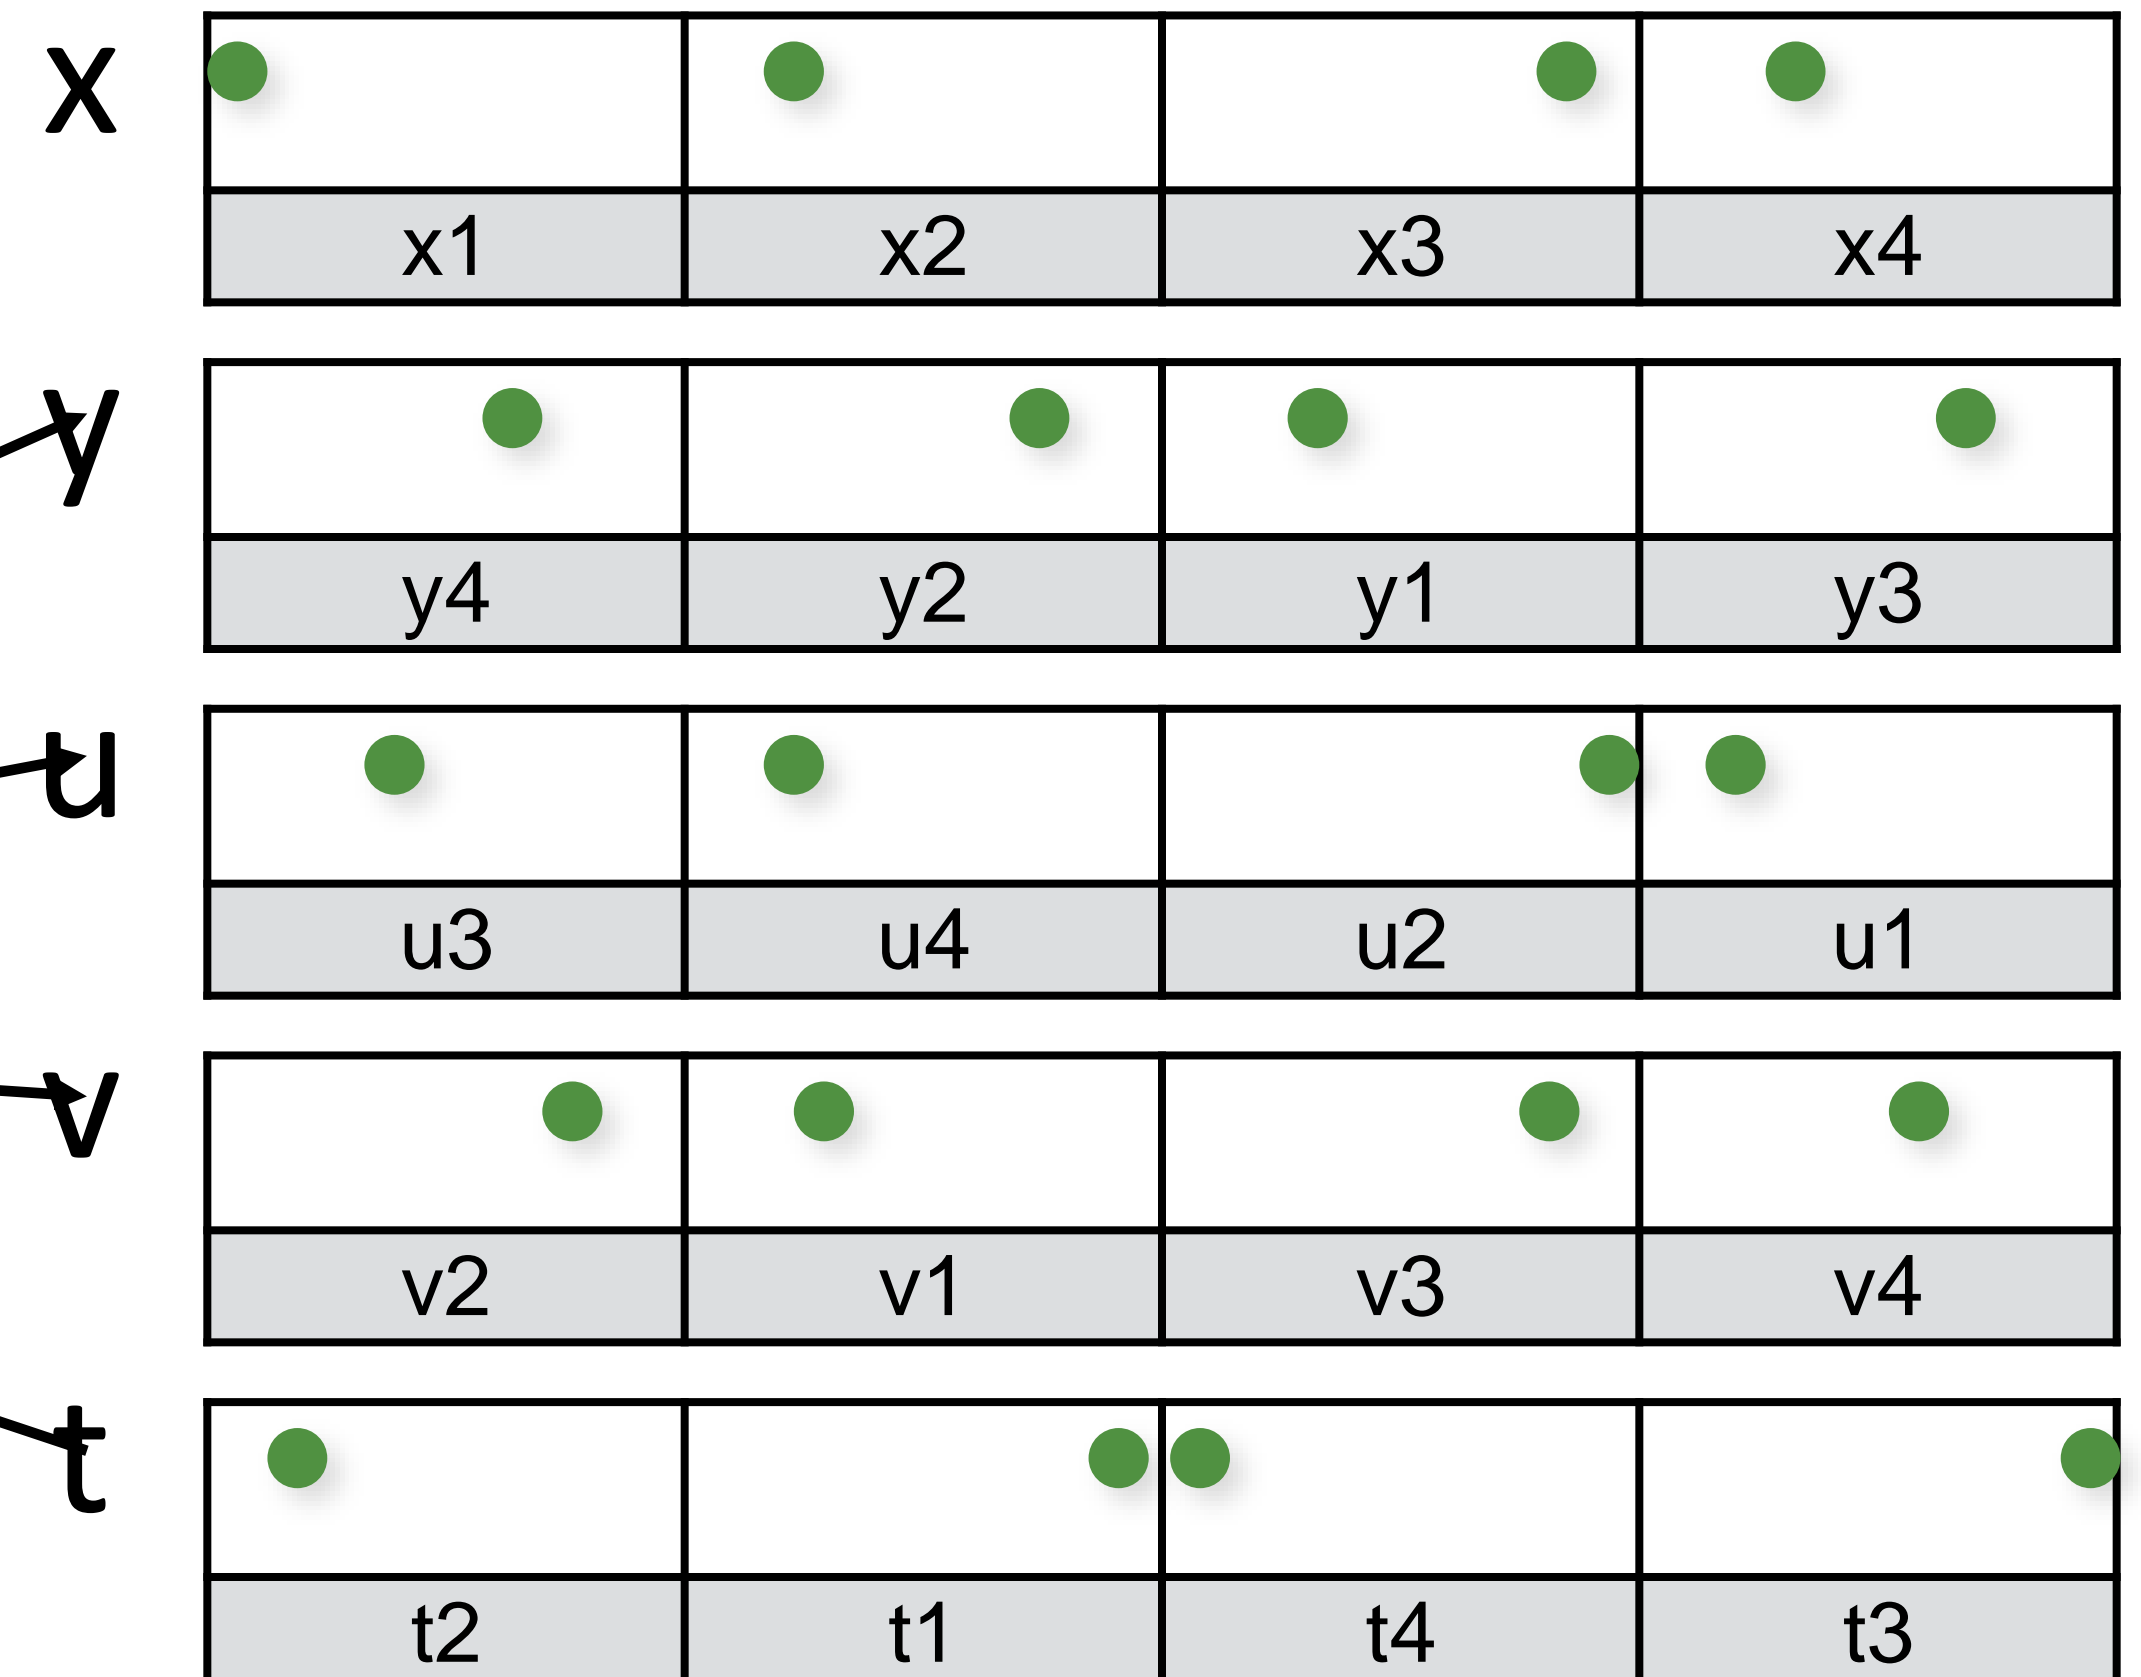 x
x1 x2 x3 x4
y
y4 y2 y1 y3
u
u3 u4 u2 u1
v
v2 v1 v3 v4
t
t2 t1 t4 t3